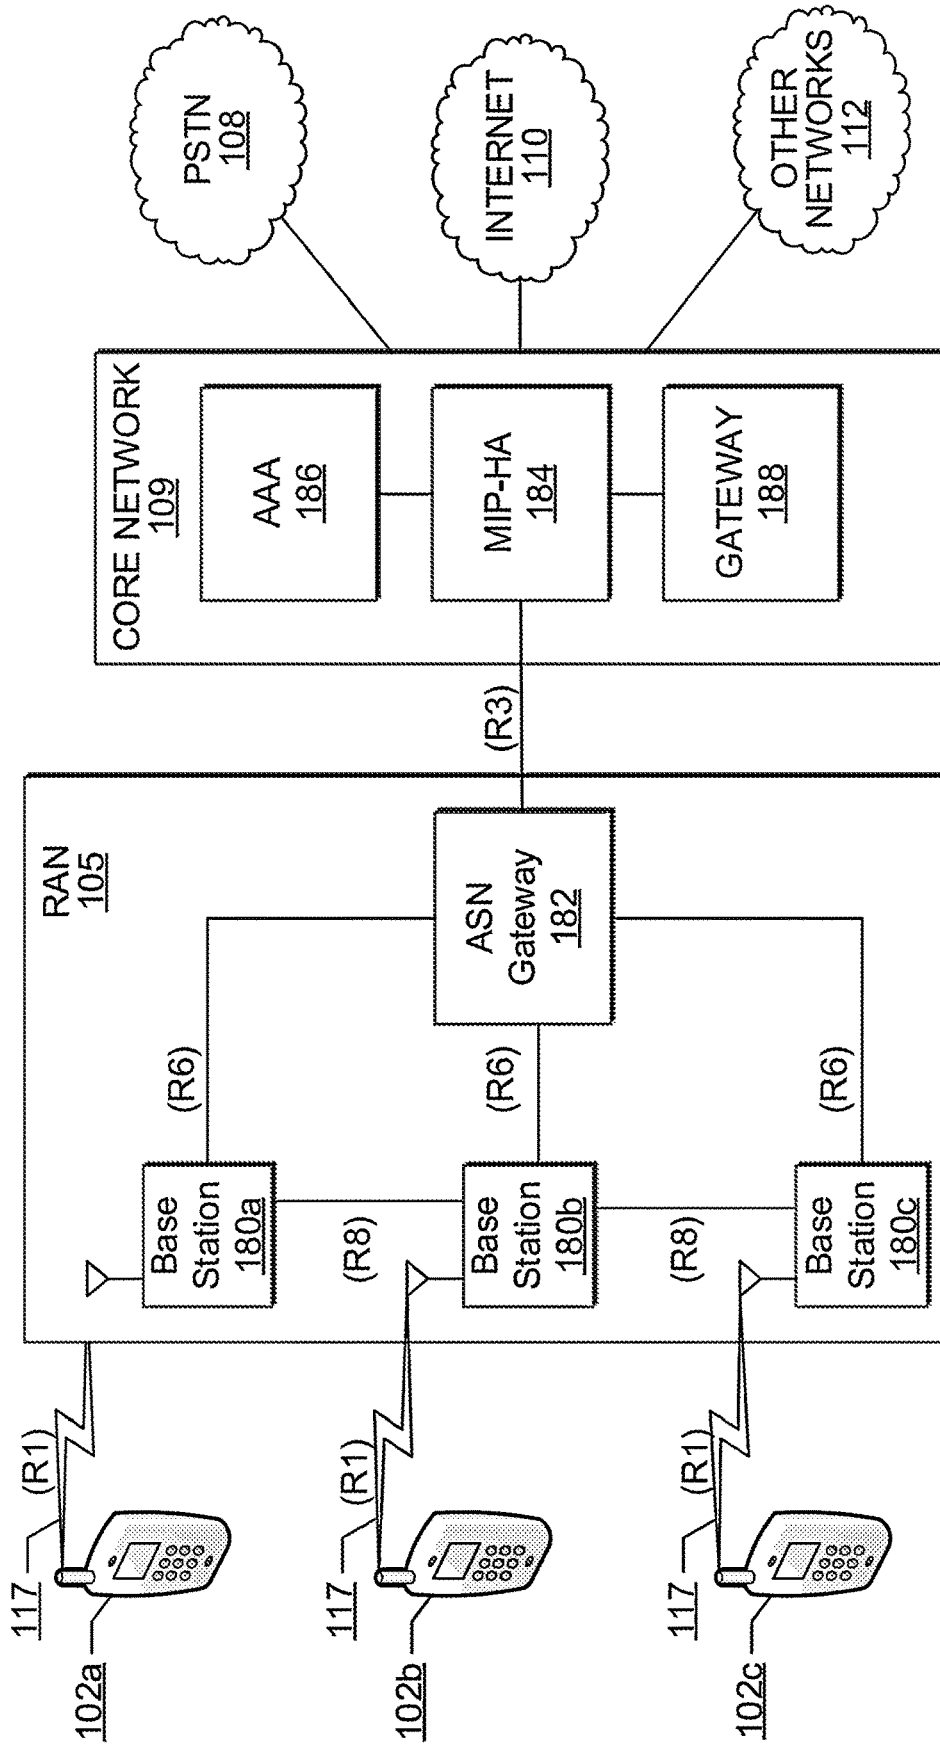 102a
117
(R1)
102b
117
(R1)
102c
117
(R1)
RAN
105
Base
Station
180a
(R6)
(R8)
Base
Station
180b
(R6)
(R8)
Base
Station
180c
(R6)
ASN
Gateway
182
(R3)
CORE NETWORK
109
AAA
186
MIP-HA
184
GATEWAY
188
PSTN
108
INTERNET
110
OTHER
NETWORKS
112